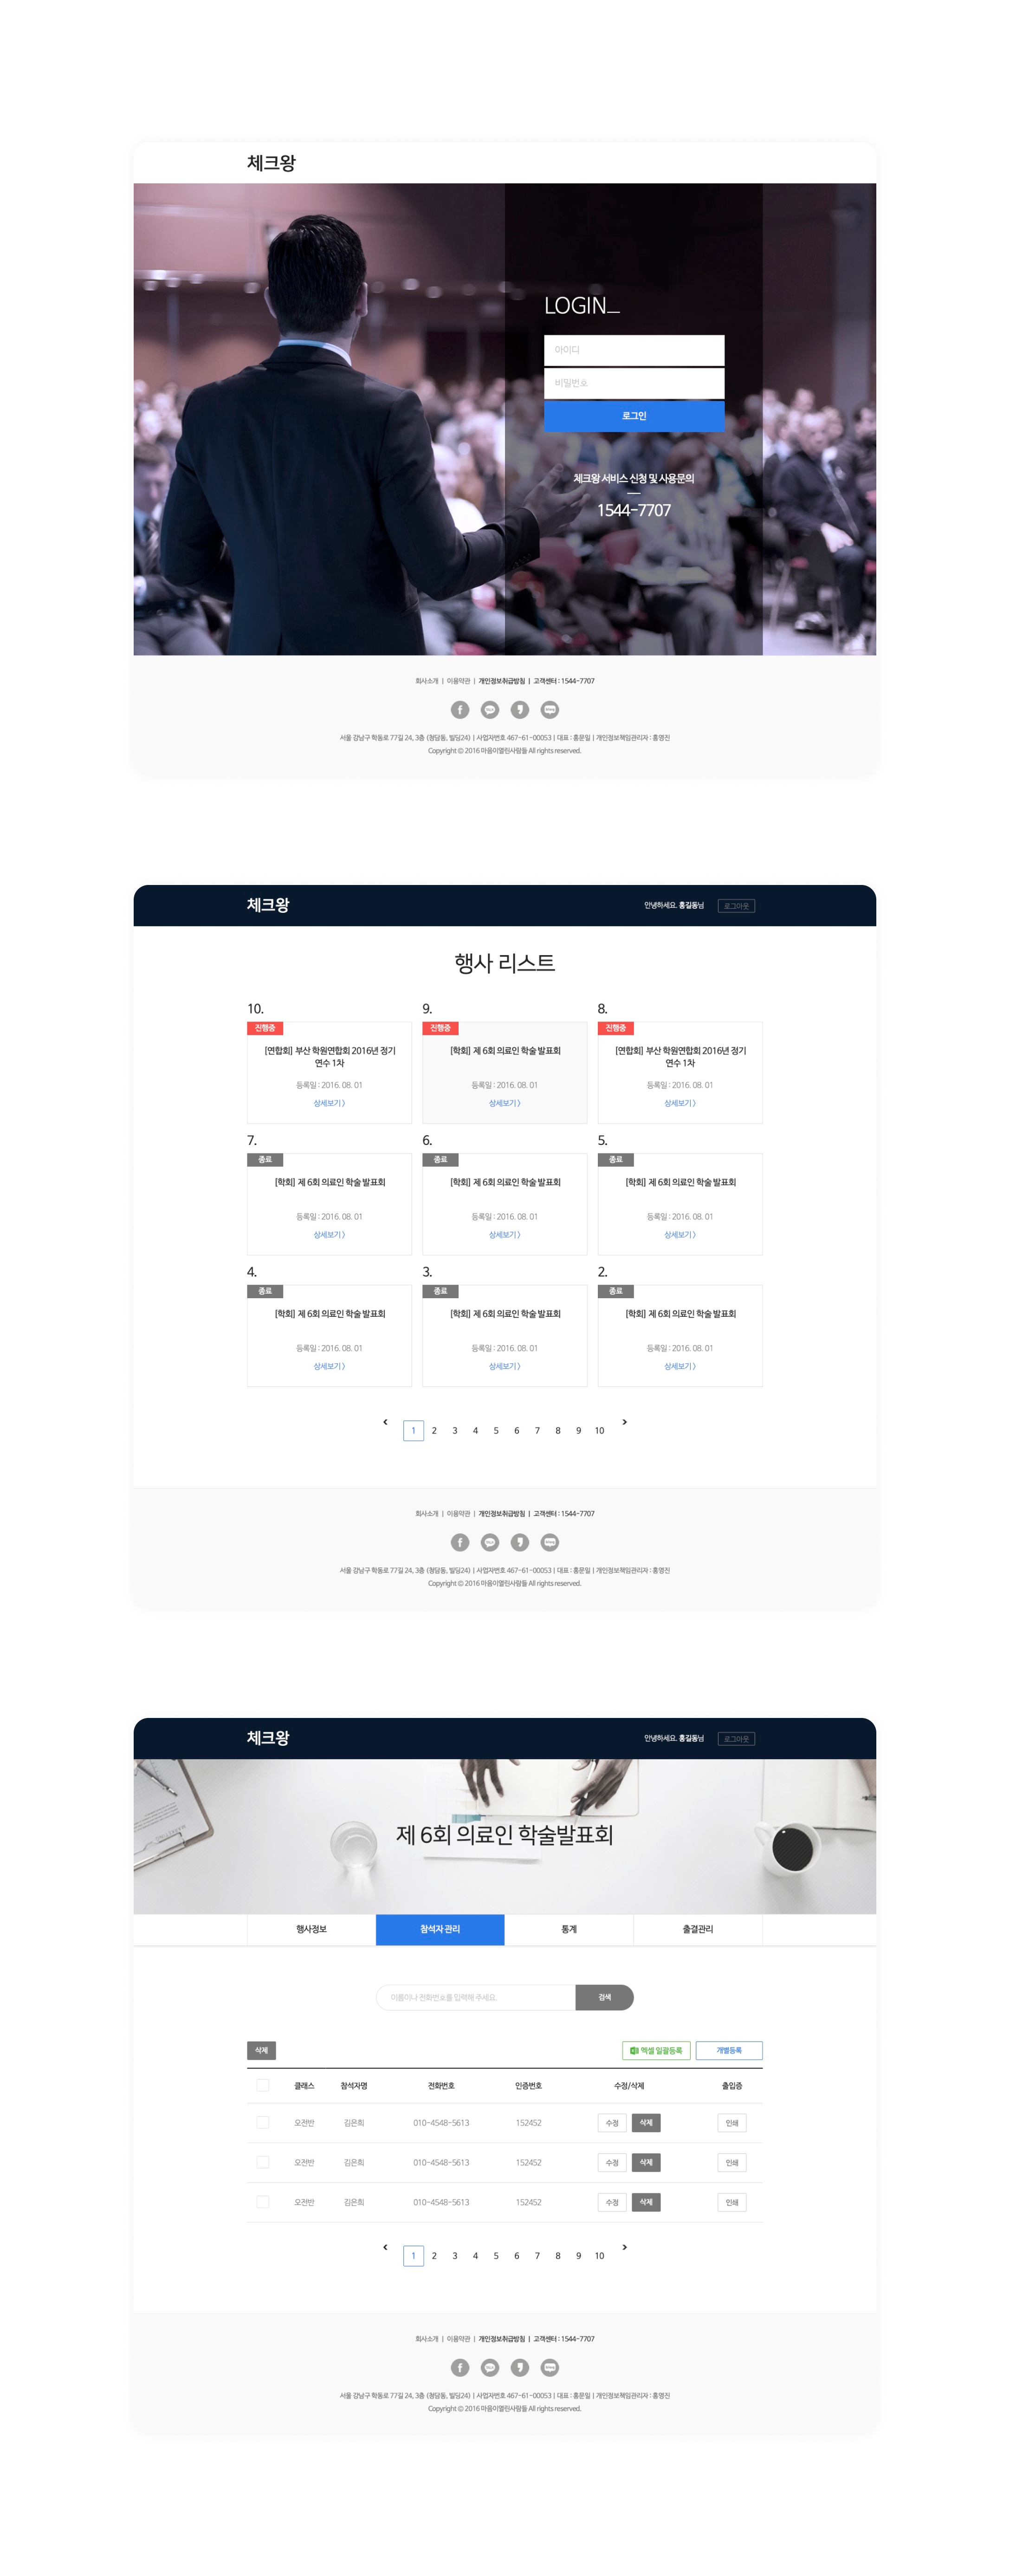 체크왕
LOGIN_
아이디
비밀번호
로그인
체크왕 서비스 신청 및 사용문의
1544-7707
회사소개 | 이용약관 | 개인정보취급방침 | 고객센터 : 1544-7707
서울 강남구 학동로 77길 24, 3층 (청담동, 빌딩24) | 사업자번호 467-61-00053 | 대표 : 홍문일 | 개인정보책임관리자 : 홍영진
Copyright © 2016 마음이열린사람들 All rights reserved.
체크왕
안녕하세요. 홍길동님
로그아웃
행사 리스트
10. 9. 8.
진행중 진행중 진행중
[연합회] 부산 학원연합회 2016년 정기 [학회] 제 6회 의료인 학술 발표회 [연합회] 부산 학원연합회 2016년 정기
연수 1차 연수 1차
등록일 : 2016. 08. 01 등록일 : 2016. 08. 01 등록일 : 2016. 08. 01
상세보기 > 상세보기 > 상세보기 >
7. 6. 5.
종료 종료 종료
[학회] 제 6회 의료인 학술 발표회 [학회] 제 6회 의료인 학술 발표회 [학회] 제 6회 의료인 학술 발표회
등록일 : 2016. 08. 01 등록일 : 2016. 08. 01 등록일 : 2016. 08. 01
상세보기 > 상세보기 > 상세보기 >
4. 3. 2.
종료 종료 종료
[학회] 제 6회 의료인 학술 발표회 [학회] 제 6회 의료인 학술 발표회 [학회] 제 6회 의료인 학술 발표회
등록일 : 2016. 08. 01 등록일 : 2016. 08. 01 등록일 : 2016. 08. 01
상세보기 > 상세보기 > 상세보기 >
< 1 2 3 4 5 6 7 8 9 10 >
회사소개 | 이용약관 | 개인정보취급방침 | 고객센터 : 1544-7707
서울 강남구 학동로 77길 24, 3층 (청담동, 빌딩24) | 사업자번호 467-61-00053 | 대표 : 홍문일 | 개인정보책임관리자 : 홍영진
Copyright © 2016 마음이열린사람들 All rights reserved.
체크왕
안녕하세요. 홍길동님
로그아웃
제 6회 의료인 학술발표회
행사정보 참석자 관리 통계 출결관리
이름이나 전화번호를 입력해 주세요. 검색
삭제 엑셀 일괄등록 개별등록
클래스 참석자명 전화번호 인증번호 수정/삭제 출입증
오전반 김은희 010-4548-5613 152452 수정 삭제 인쇄
오전반 김은희 010-4548-5613 152452 수정 삭제 인쇄
오전반 김은희 010-4548-5613 152452 수정 삭제 인쇄
< 1 2 3 4 5 6 7 8 9 10 >
회사소개 | 이용약관 | 개인정보취급방침 | 고객센터 : 1544-7707
서울 강남구 학동로 77길 24, 3층 (청담동, 빌딩24) | 사업자번호 467-61-00053 | 대표 : 홍문일 | 개인정보책임관리자 : 홍영진
Copyright © 2016 마음이열린사람들 All rights reserved.